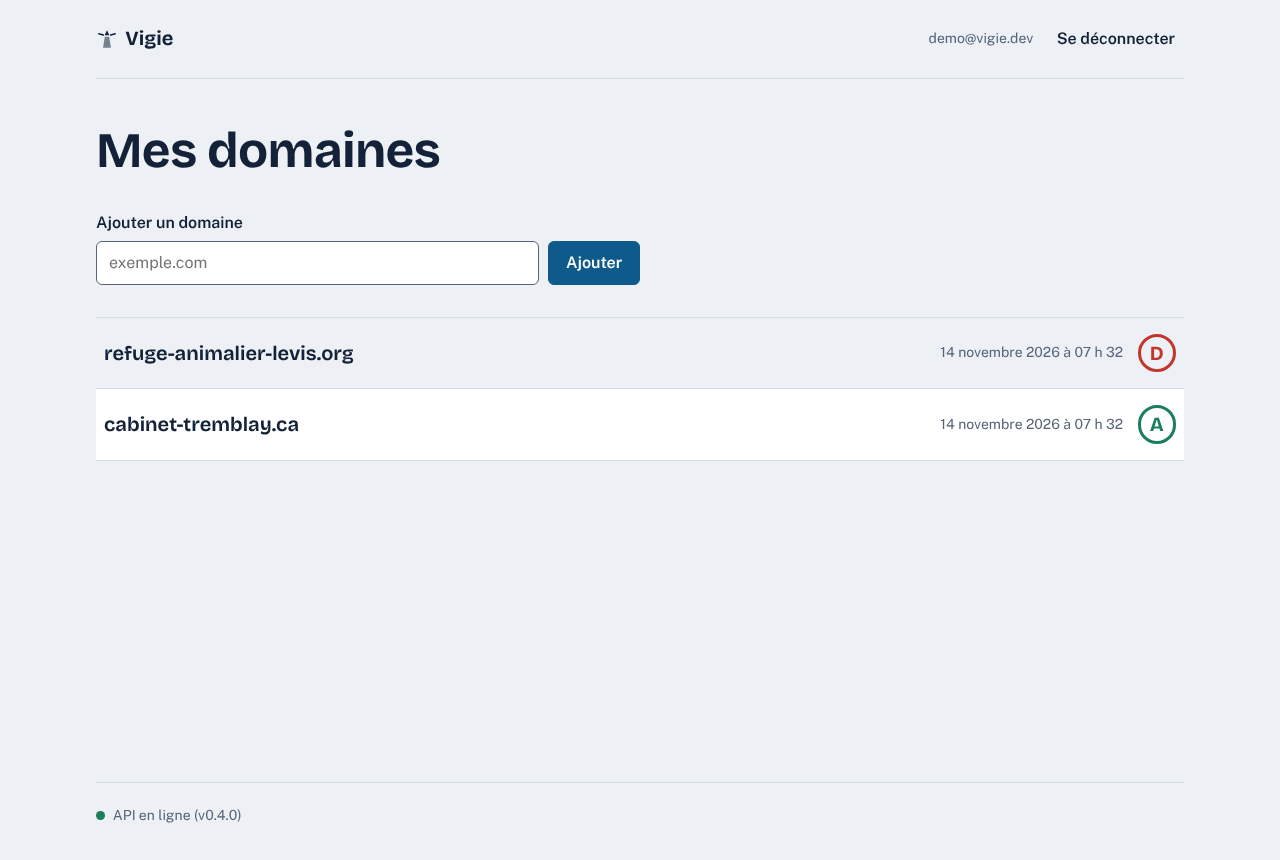 Vigie
demo@vigie.dev Se déconnecter
Mes domaines
Ajouter un domaine
exemple.com Ajouter
refuge-animalier-levis.org 14 novembre 2026 à 07 h 32 D
cabinet-tremblay.ca 14 novembre 2026 à 07 h 32 A
API en ligne (v0.4.0)